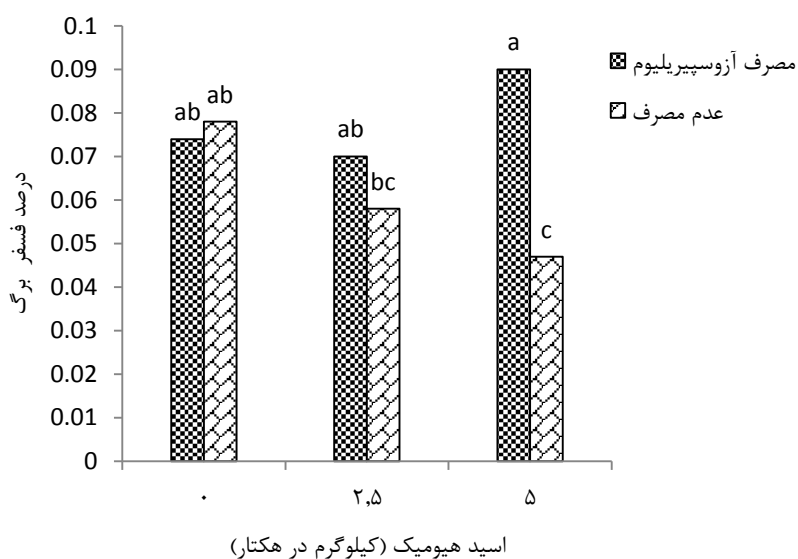 0.1
0.09
0.08
0.07
0.06
0.05
0.04
0.03
0.02
0.01
0
درصد فسفر برگ
ab
ab
ab
bc
a
c
مصرف آزوسپیریلیوم
عدم مصرف
۰
۲,۵
۵
اسید هیومیک (کیلوگرم در هکتار)